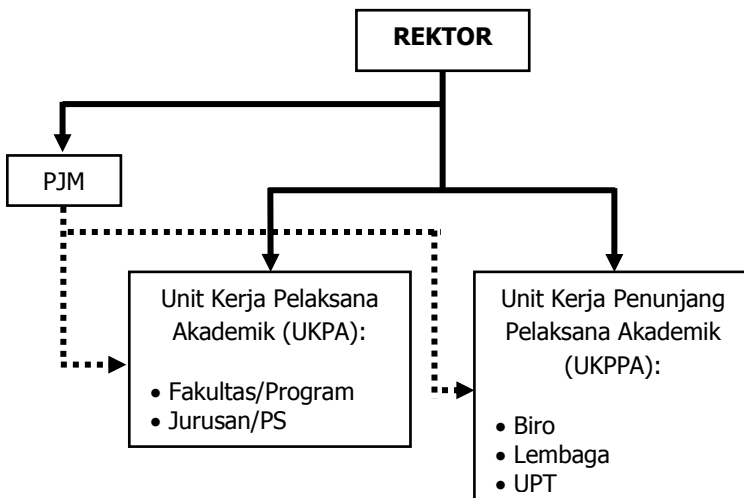 REKTOR
PJM
Unit Kerja Pelaksana
Akademik (UKPA):
• Fakultas/Program
• Jurusan/PS
Unit Kerja Penunjang
Pelaksana Akademik
(UKPPA):
• Biro
• Lembaga
• UPT